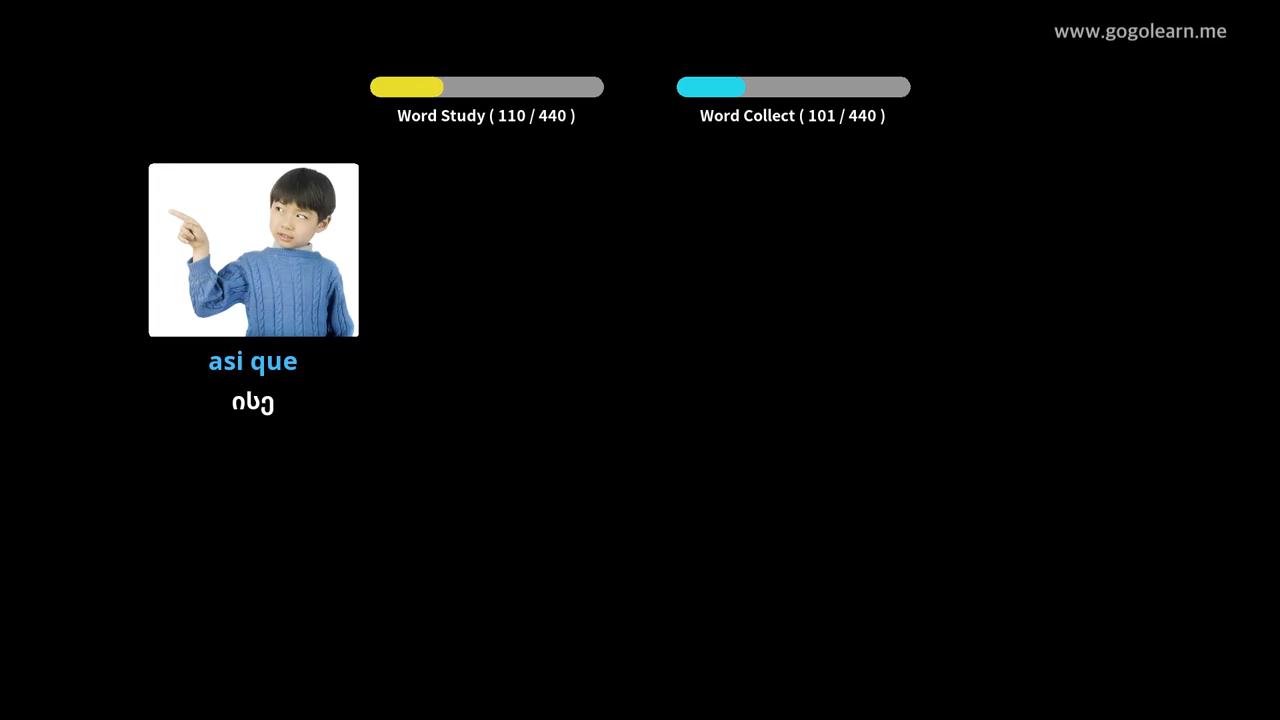 www.gogolearn.me
Word Study ( 110 / 440 )
Word Collect ( 101 / 440 )
asi que
ისე